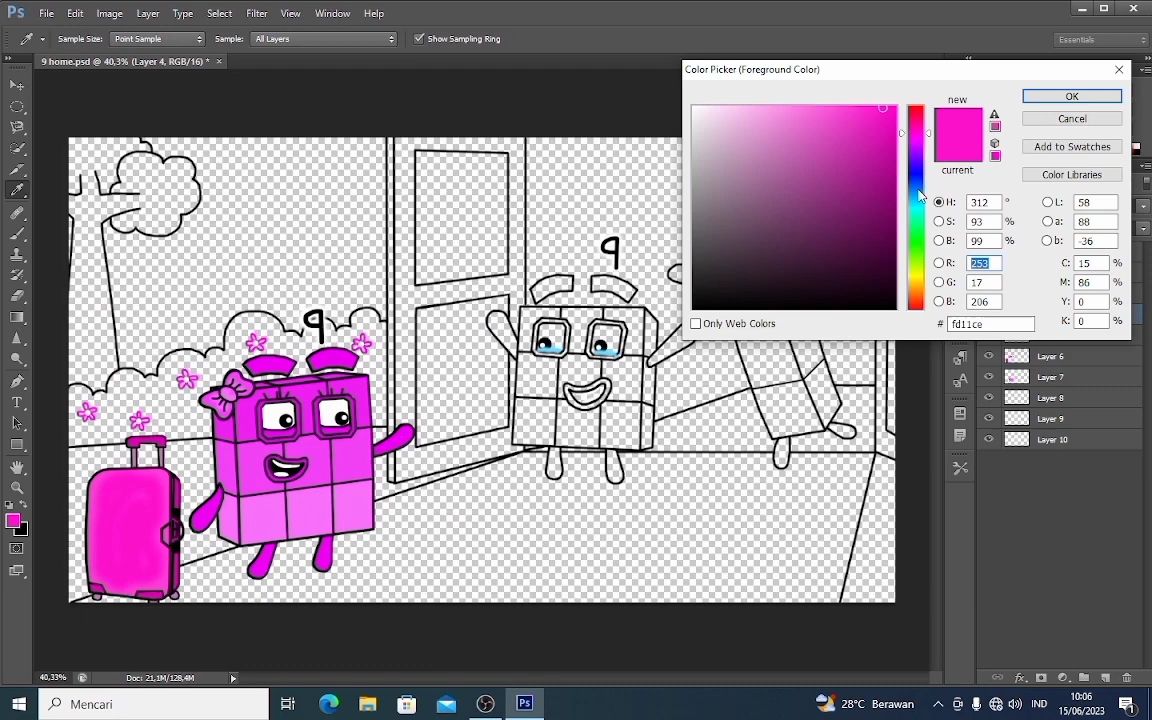 Ps File Edit Image Layer Type Select Filter View Window Help
Sample Size: Point Sample Sample: All Layers Show Sampling Ring Essentials
9 home.psd @ 40,3% (Layer 4, RGB/16) * ×
Color Picker (Foreground Color)
new
current
OK
Cancel
Add to Swatches
Color Libraries
H: 312 ° L: 58
S: 93 % a: 88
B: 99 % b: -36
R: 253 C: 15 %
G: 17 M: 86 %
B: 206 Y: 0 %
# fd11ce K: 0 %
Only Web Colors
9
9
Layer 6
Layer 7
Layer 8
Layer 9
Layer 10
40,33% Doc: 21,1M/128,4M
Mencari
28°C Berawan
IND
10:06
15/06/2023